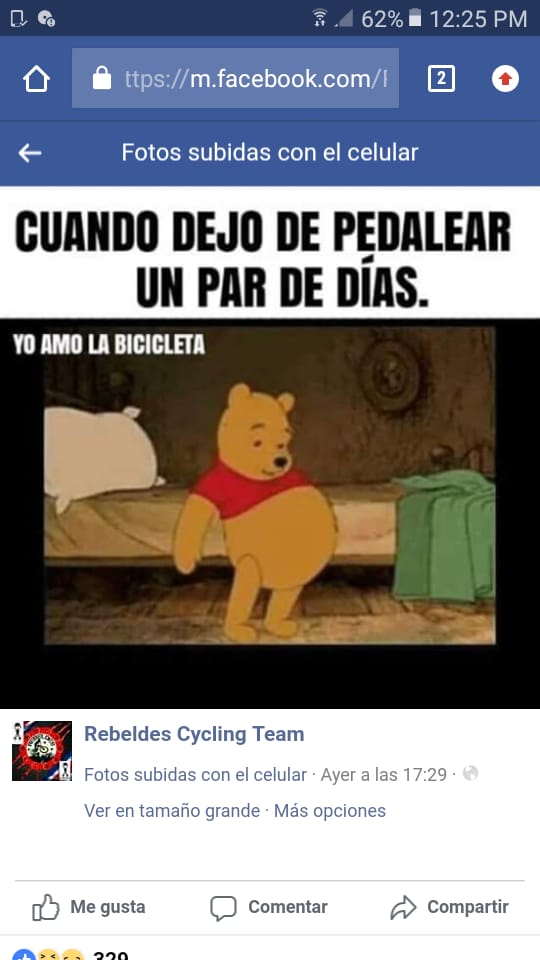 62% 12:25 PM
ttps://m.facebook.com/
2
Fotos subidas con el celular
CUANDO DEJO DE PEDALEAR
UN PAR DE DÍAS.
YO AMO LA BICICLETA
Rebeldes Cycling Team
Fotos subidas con el celular · Ayer a las 17:29 ·
Ver en tamaño grande · Más opciones
Me gusta Comentar Compartir
329